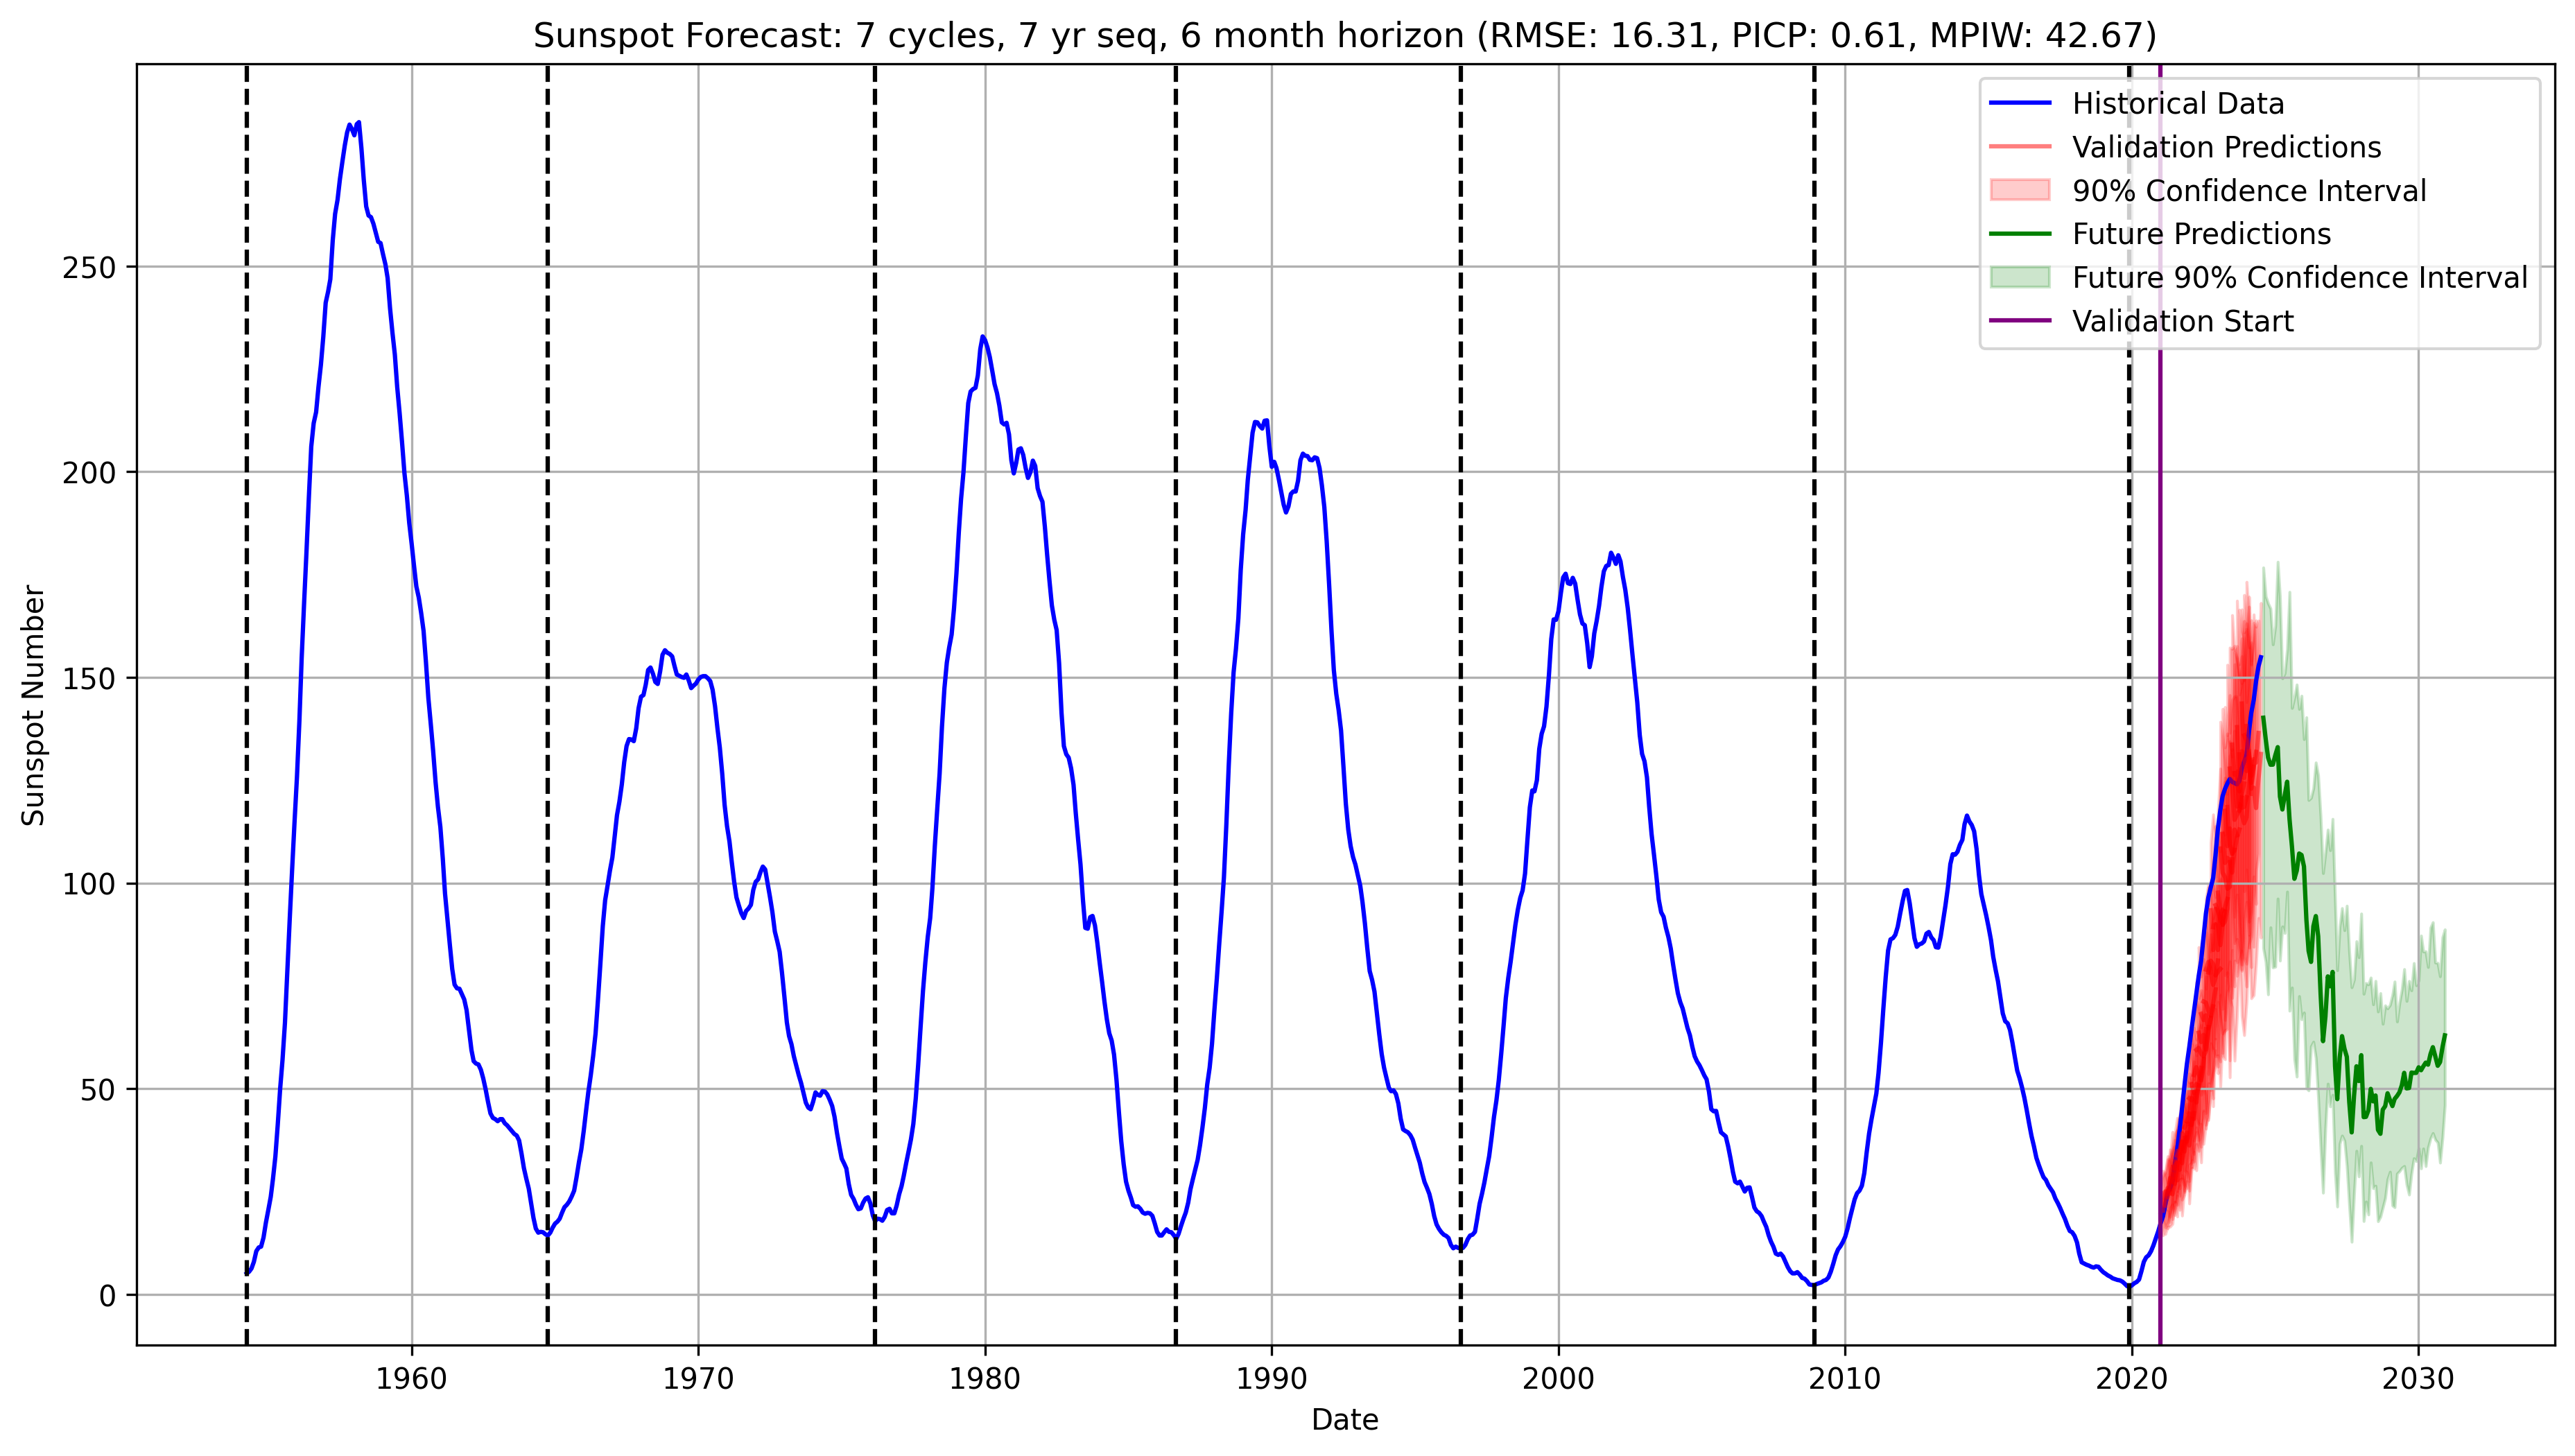 Sunspot Forecast: 7 cycles, 7 yr seq, 6 month horizon (RMSE: 16.31, PICP: 0.61, MPIW: 42.67)
Historical Data
Validation Predictions
90% Confidence Interval
Future Predictions
Future 90% Confidence Interval
Validation Start
Sunspot Number
250
200
150
100
50
0
1960 1970 1980 1990 2000 2010 2020 2030
Date